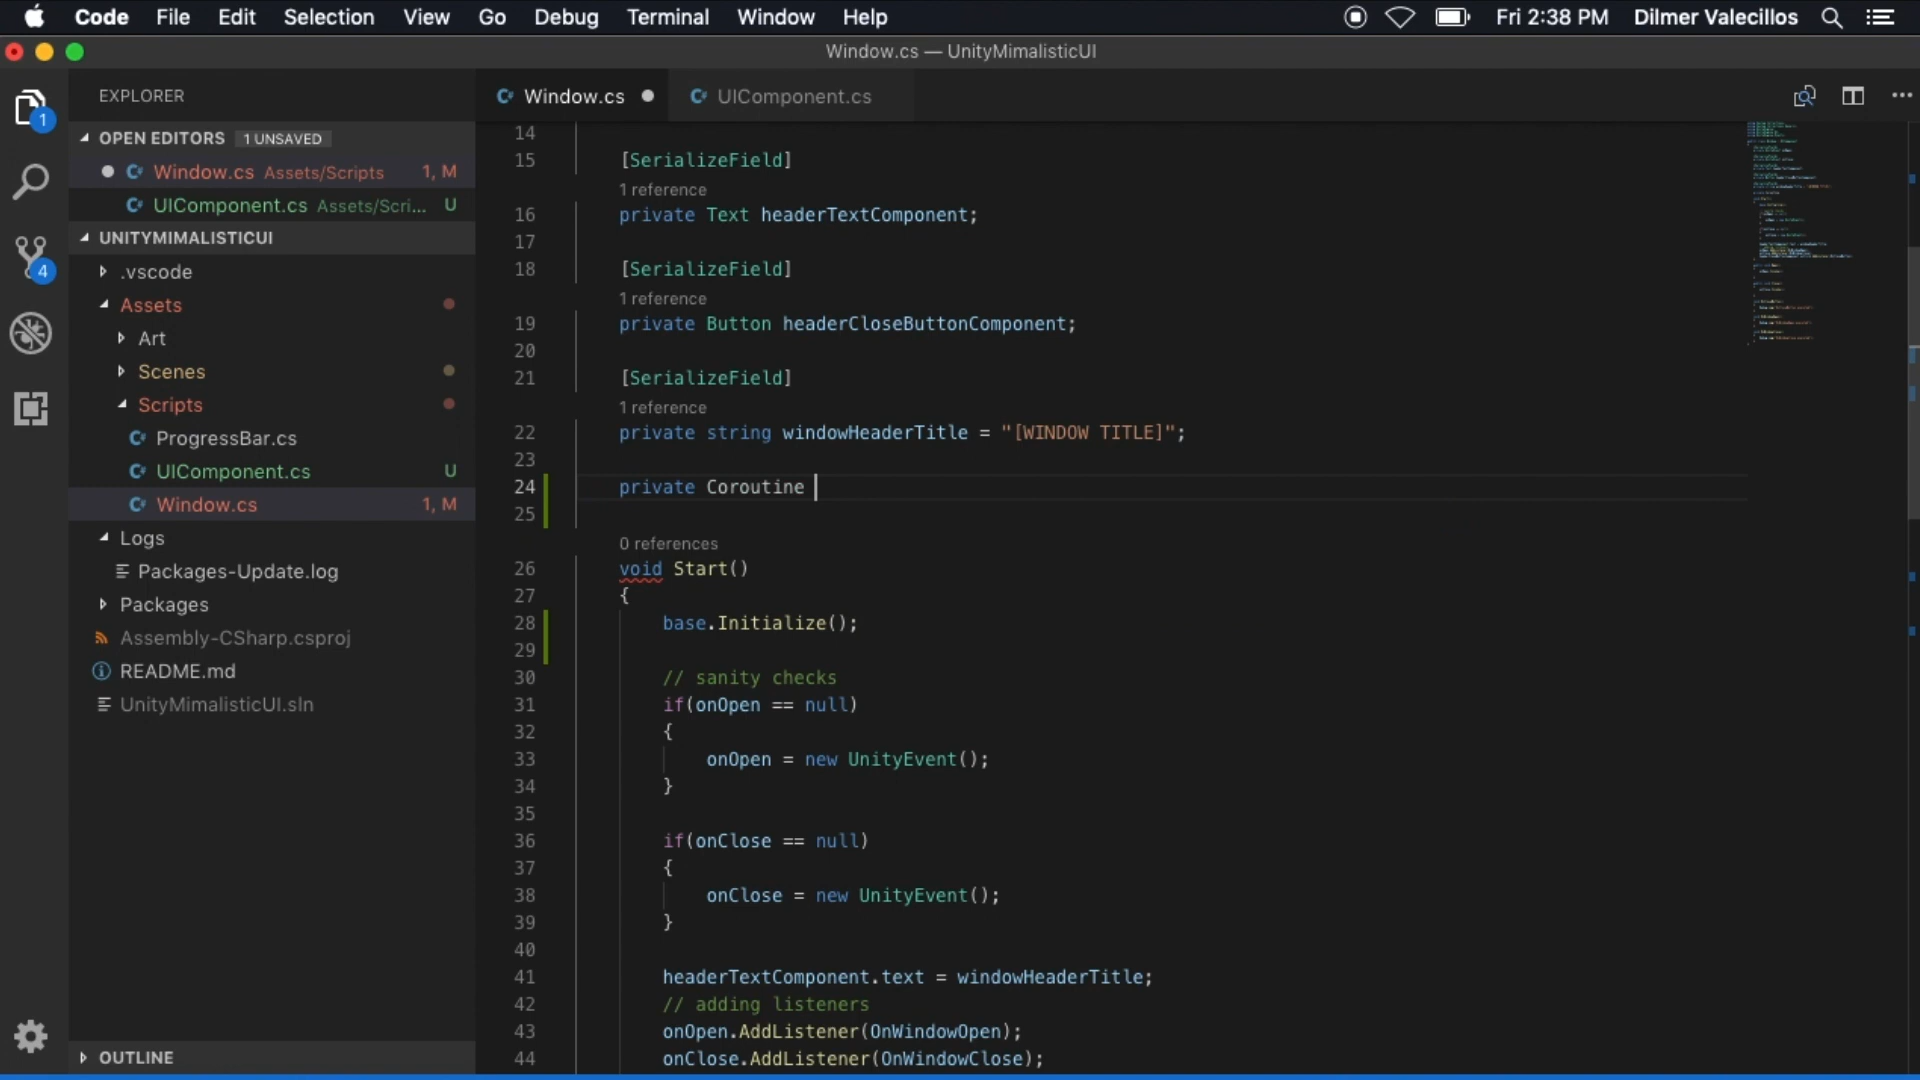 Code File Edit Selection View Go Debug Terminal Window Help Fri 2:38 PM Dilmer Valecillos
Window.cs — UnityMimalisticUI
EXPLORER
1
OPEN EDITORS 1 UNSAVED
Window.cs Assets/Scripts 1, M
UIComponent.cs Assets/Scri... U
UNITYMIMALISTICUI
4
.vscode
Assets
Art
Scenes
Scripts
ProgressBar.cs
UIComponent.cs U
Window.cs 1, M
Logs
Packages-Update.log
Packages
Assembly-CSharp.csproj
README.md
UnityMimalisticUI.sln
OUTLINE
Window.cs UIComponent.cs
14
15 [SerializeField]
1 reference
16 private Text headerTextComponent;
17
18 [SerializeField]
1 reference
19 private Button headerCloseButtonComponent;
20
21 [SerializeField]
1 reference
22 private string windowHeaderTitle = "[WINDOW TITLE]";
23
24 private Coroutine
25
0 references
26 void Start()
27 {
28 base.Initialize();
29
30 // sanity checks
31 if(onOpen == null)
32 {
33 onOpen = new UnityEvent();
34 }
35
36 if(onClose == null)
37 {
38 onClose = new UnityEvent();
39 }
40
41 headerTextComponent.text = windowHeaderTitle;
42 // adding listeners
43 onOpen.AddListener(OnWindowOpen);
44 onClose.AddListener(OnWindowClose);